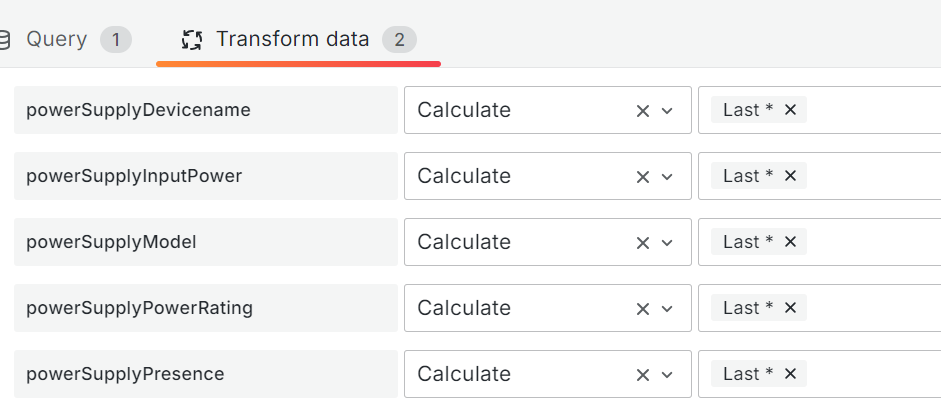 Query 1 Transform data 2
powerSupplyDevicename Calculate Last *
powerSupplyInputPower Calculate Last *
powerSupplyModel Calculate Last *
powerSupplyPowerRating Calculate Last *
powerSupplyPresence Calculate Last *